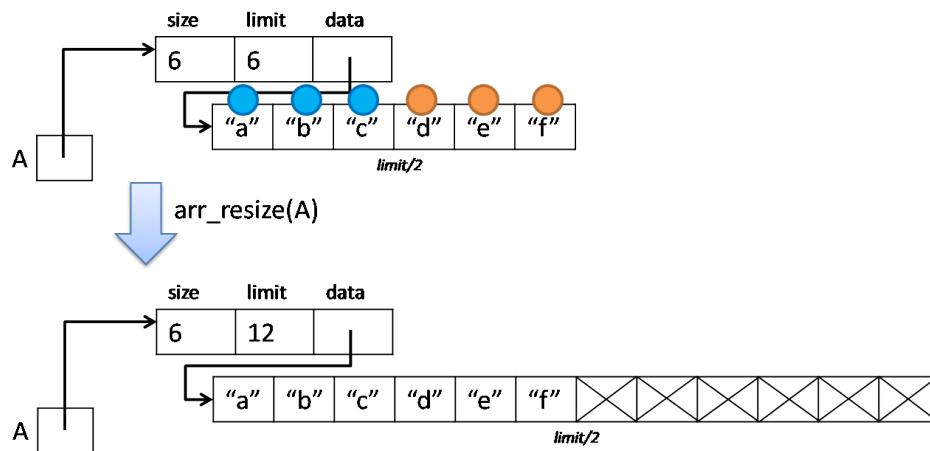 size limit data
6 6
“a” “b” “c” “d” “e” “f”
limit/2
A
arr_resize(A)
size limit data
6 12
“a” “b” “c” “d” “e” “f”
A
limit/2